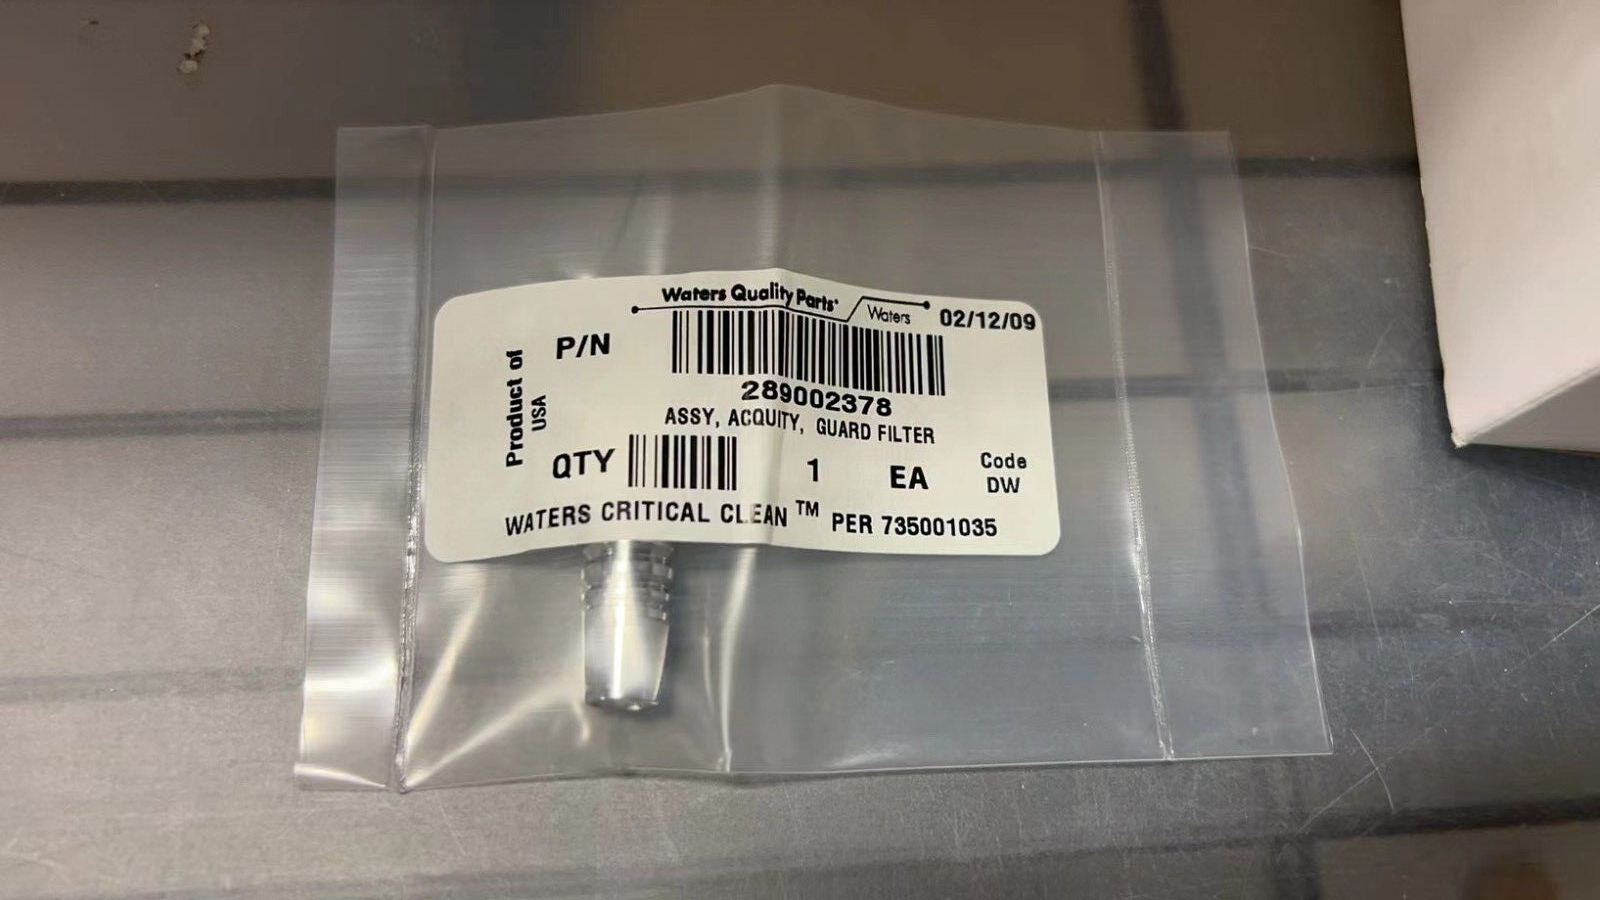 Waters Quality Parts
Waters
02/12/09
Product of
USA
P/N
289002378
ASSY, ACQUITY, GUARD FILTER
QTY
1
EA
Code
DW
WATERS CRITICAL CLEAN ™ PER 735001035